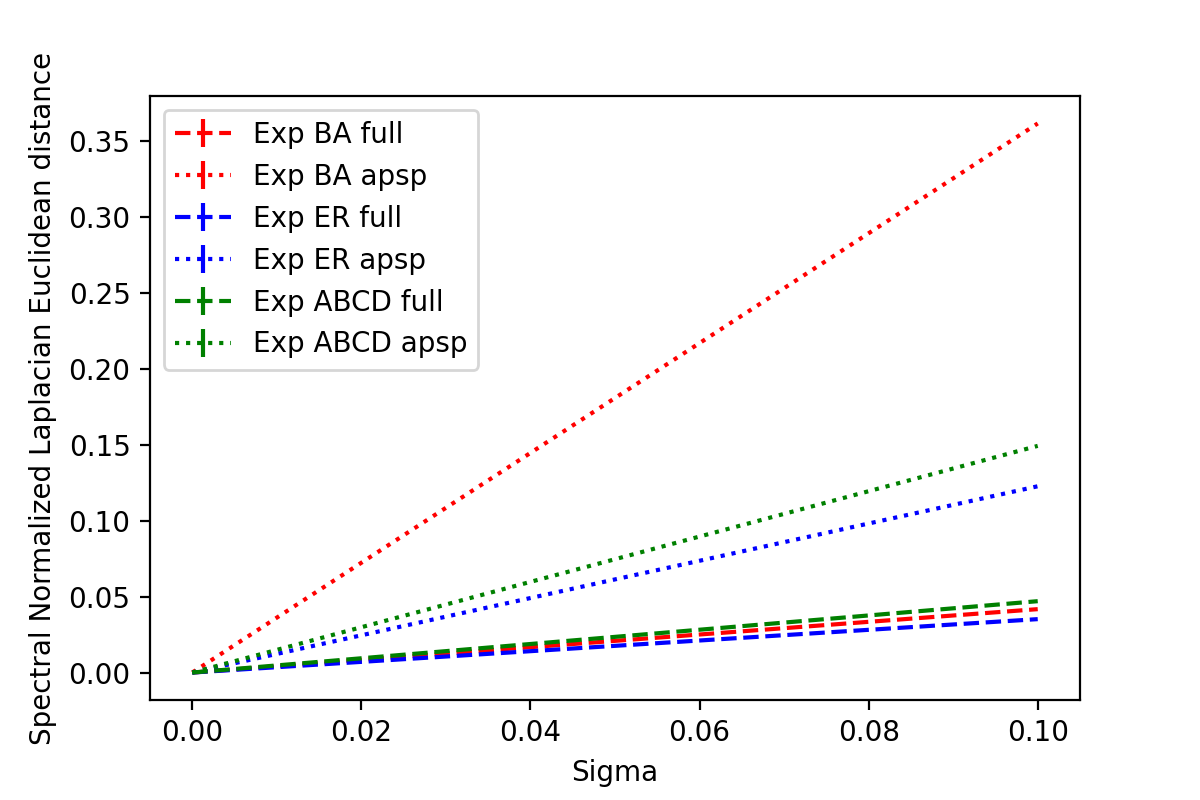 Spectral Normalized Laplacian Euclidean distance
0.35
0.30
0.25
0.20
0.15
0.10
0.05
0.00
Exp BA full
Exp BA apsp
Exp ER full
Exp ER apsp
Exp ABCD full
Exp ABCD apsp
0.00 0.02 0.04 0.06 0.08 0.10
Sigma